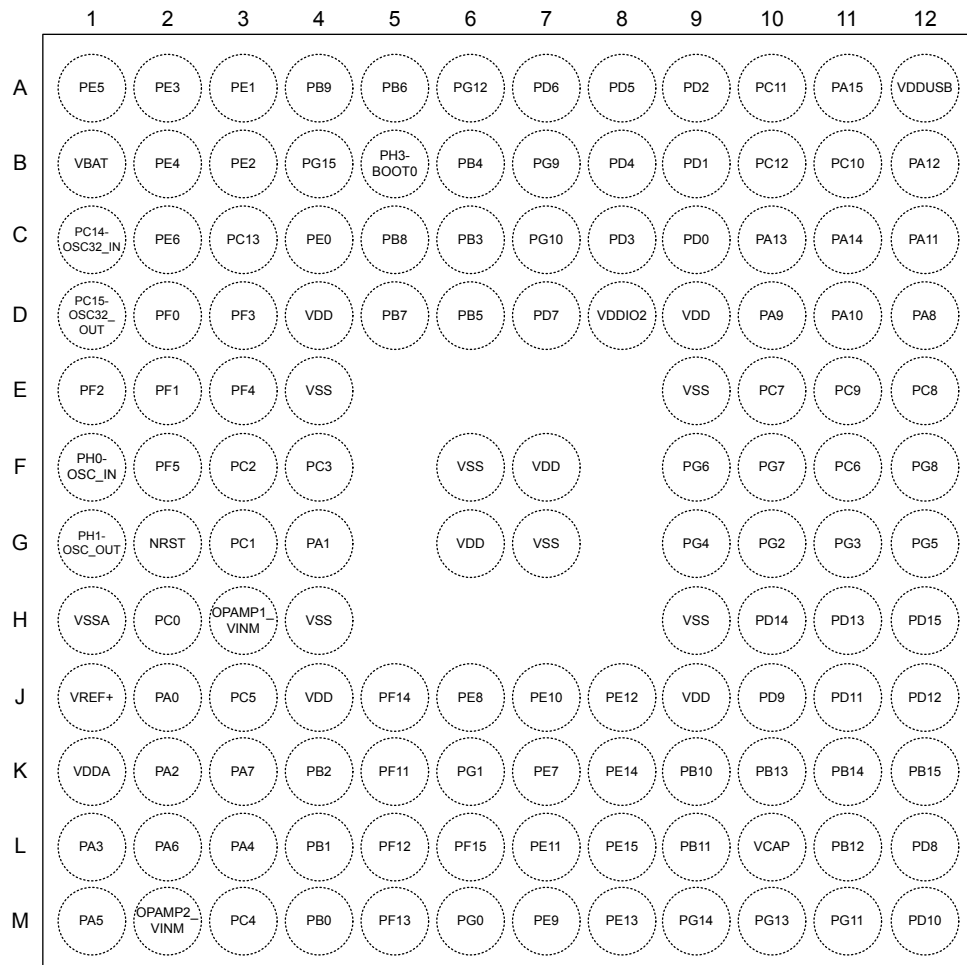 1 2 3 4 5 6 7 8 9 10 11 12
A PE5 PE3 PE1 PB9 PB6 PG12 PD6 PD5 PD2 PC11 PA15 VDDUSB
B VBAT PE4 PE2 PG15 PH3-
BOOT0 PB4 PG9 PD4 PD1 PC12 PC10 PA12
C PC14-
OSC32_IN PE6 PC13 PE0 PB8 PB3 PG10 PD3 PD0 PA13 PA14 PA11
D PC15-
OSC32_
OUT PF0 PF3 VDD PB7 PB5 PD7 VDDIO2 VDD PA9 PA10 PA8
E PF2 PF1 PF4 VSS VSS PC7 PC9 PC8
F PH0-
OSC_IN PF5 PC2 PC3 VSS VDD PG6 PG7 PC6 PG8
G PH1-
OSC_OUT NRST PC1 PA1 VDD VSS PG4 PG2 PG3 PG5
H VSSA PC0 OPAMP1_
VINM VSS VSS PD14 PD13 PD15
J VREF+ PA0 PC5 VDD PF14 PE8 PE10 PE12 VDD PD9 PD11 PD12
K VDDA PA2 PA7 PB2 PF11 PG1 PE7 PE14 PB10 PB13 PB14 PB15
L PA3 PA6 PA4 PB1 PF12 PF15 PE11 PE15 PB11 VCAP PB12 PD8
M PA5 OPAMP2_
VINM PC4 PB0 PF13 PG0 PE9 PE13 PG14 PG13 PG11 PD10